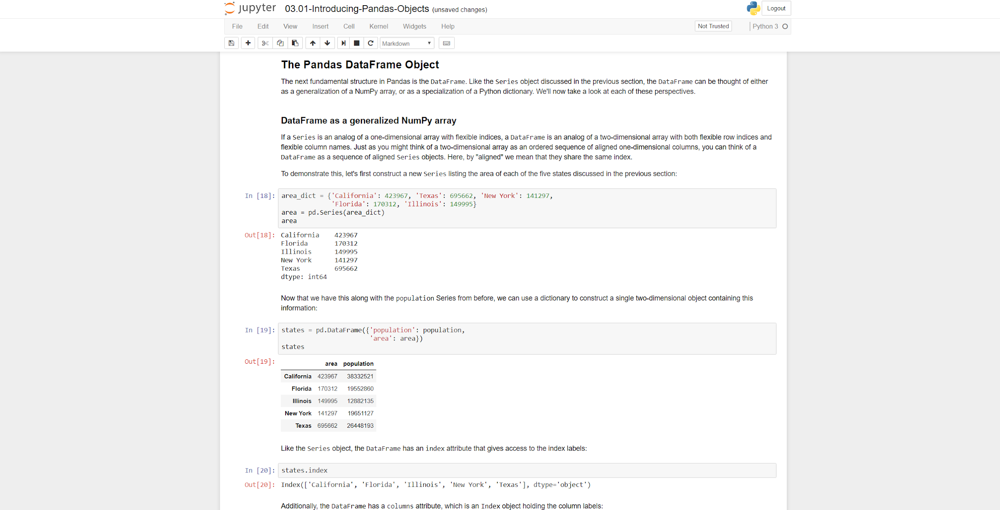 jupyter 03.01-Introducing-Pandas-Objects (unsaved changes) Logout
File Edit View Insert Cell Kernel Widgets Help Not Trusted Python 3
Markdown
The Pandas DataFrame Object
The next fundamental structure in Pandas is the DataFrame. Like the Series object discussed in the previous section, the DataFrame can be thought of either
as a generalization of a NumPy array, or as a specialization of a Python dictionary. We'll now take a look at each of these perspectives.
DataFrame as a generalized NumPy array
If a Series is an analog of a one-dimensional array with flexible indices, a DataFrame is an analog of a two-dimensional array with both flexible row indices and
flexible column names. Just as you might think of a two-dimensional array as an ordered sequence of aligned one-dimensional columns, you can think of a
DataFrame as a sequence of aligned Series objects. Here, by "aligned" we mean that they share the same index.
To demonstrate this, let's first construct a new Series listing the area of each of the five states discussed in the previous section:
In [18]: area_dict = {'California': 423967, 'Texas': 695662, 'New York': 141297,
'Florida': 170312, 'Illinois': 149995}
area = pd.Series(area_dict)
area
Out[18]: California 423967
Florida 170312
Illinois 149995
New York 141297
Texas 695662
dtype: int64
Now that we have this along with the population Series from before, we can use a dictionary to construct a single two-dimensional object containing this
information:
In [19]: states = pd.DataFrame({'population': population,
'area': area})
states
Out[19]:
area population
California 423967 38332521
Florida 170312 19552860
Illinois 149995 12882135
New York 141297 19651127
Texas 695662 26448193
Like the Series object, the DataFrame has an index attribute that gives access to the index labels:
In [20]: states.index
Out[20]: Index(['California', 'Florida', 'Illinois', 'New York', 'Texas'], dtype='object')
Additionally, the DataFrame has a columns attribute, which is an Index object holding the column labels: